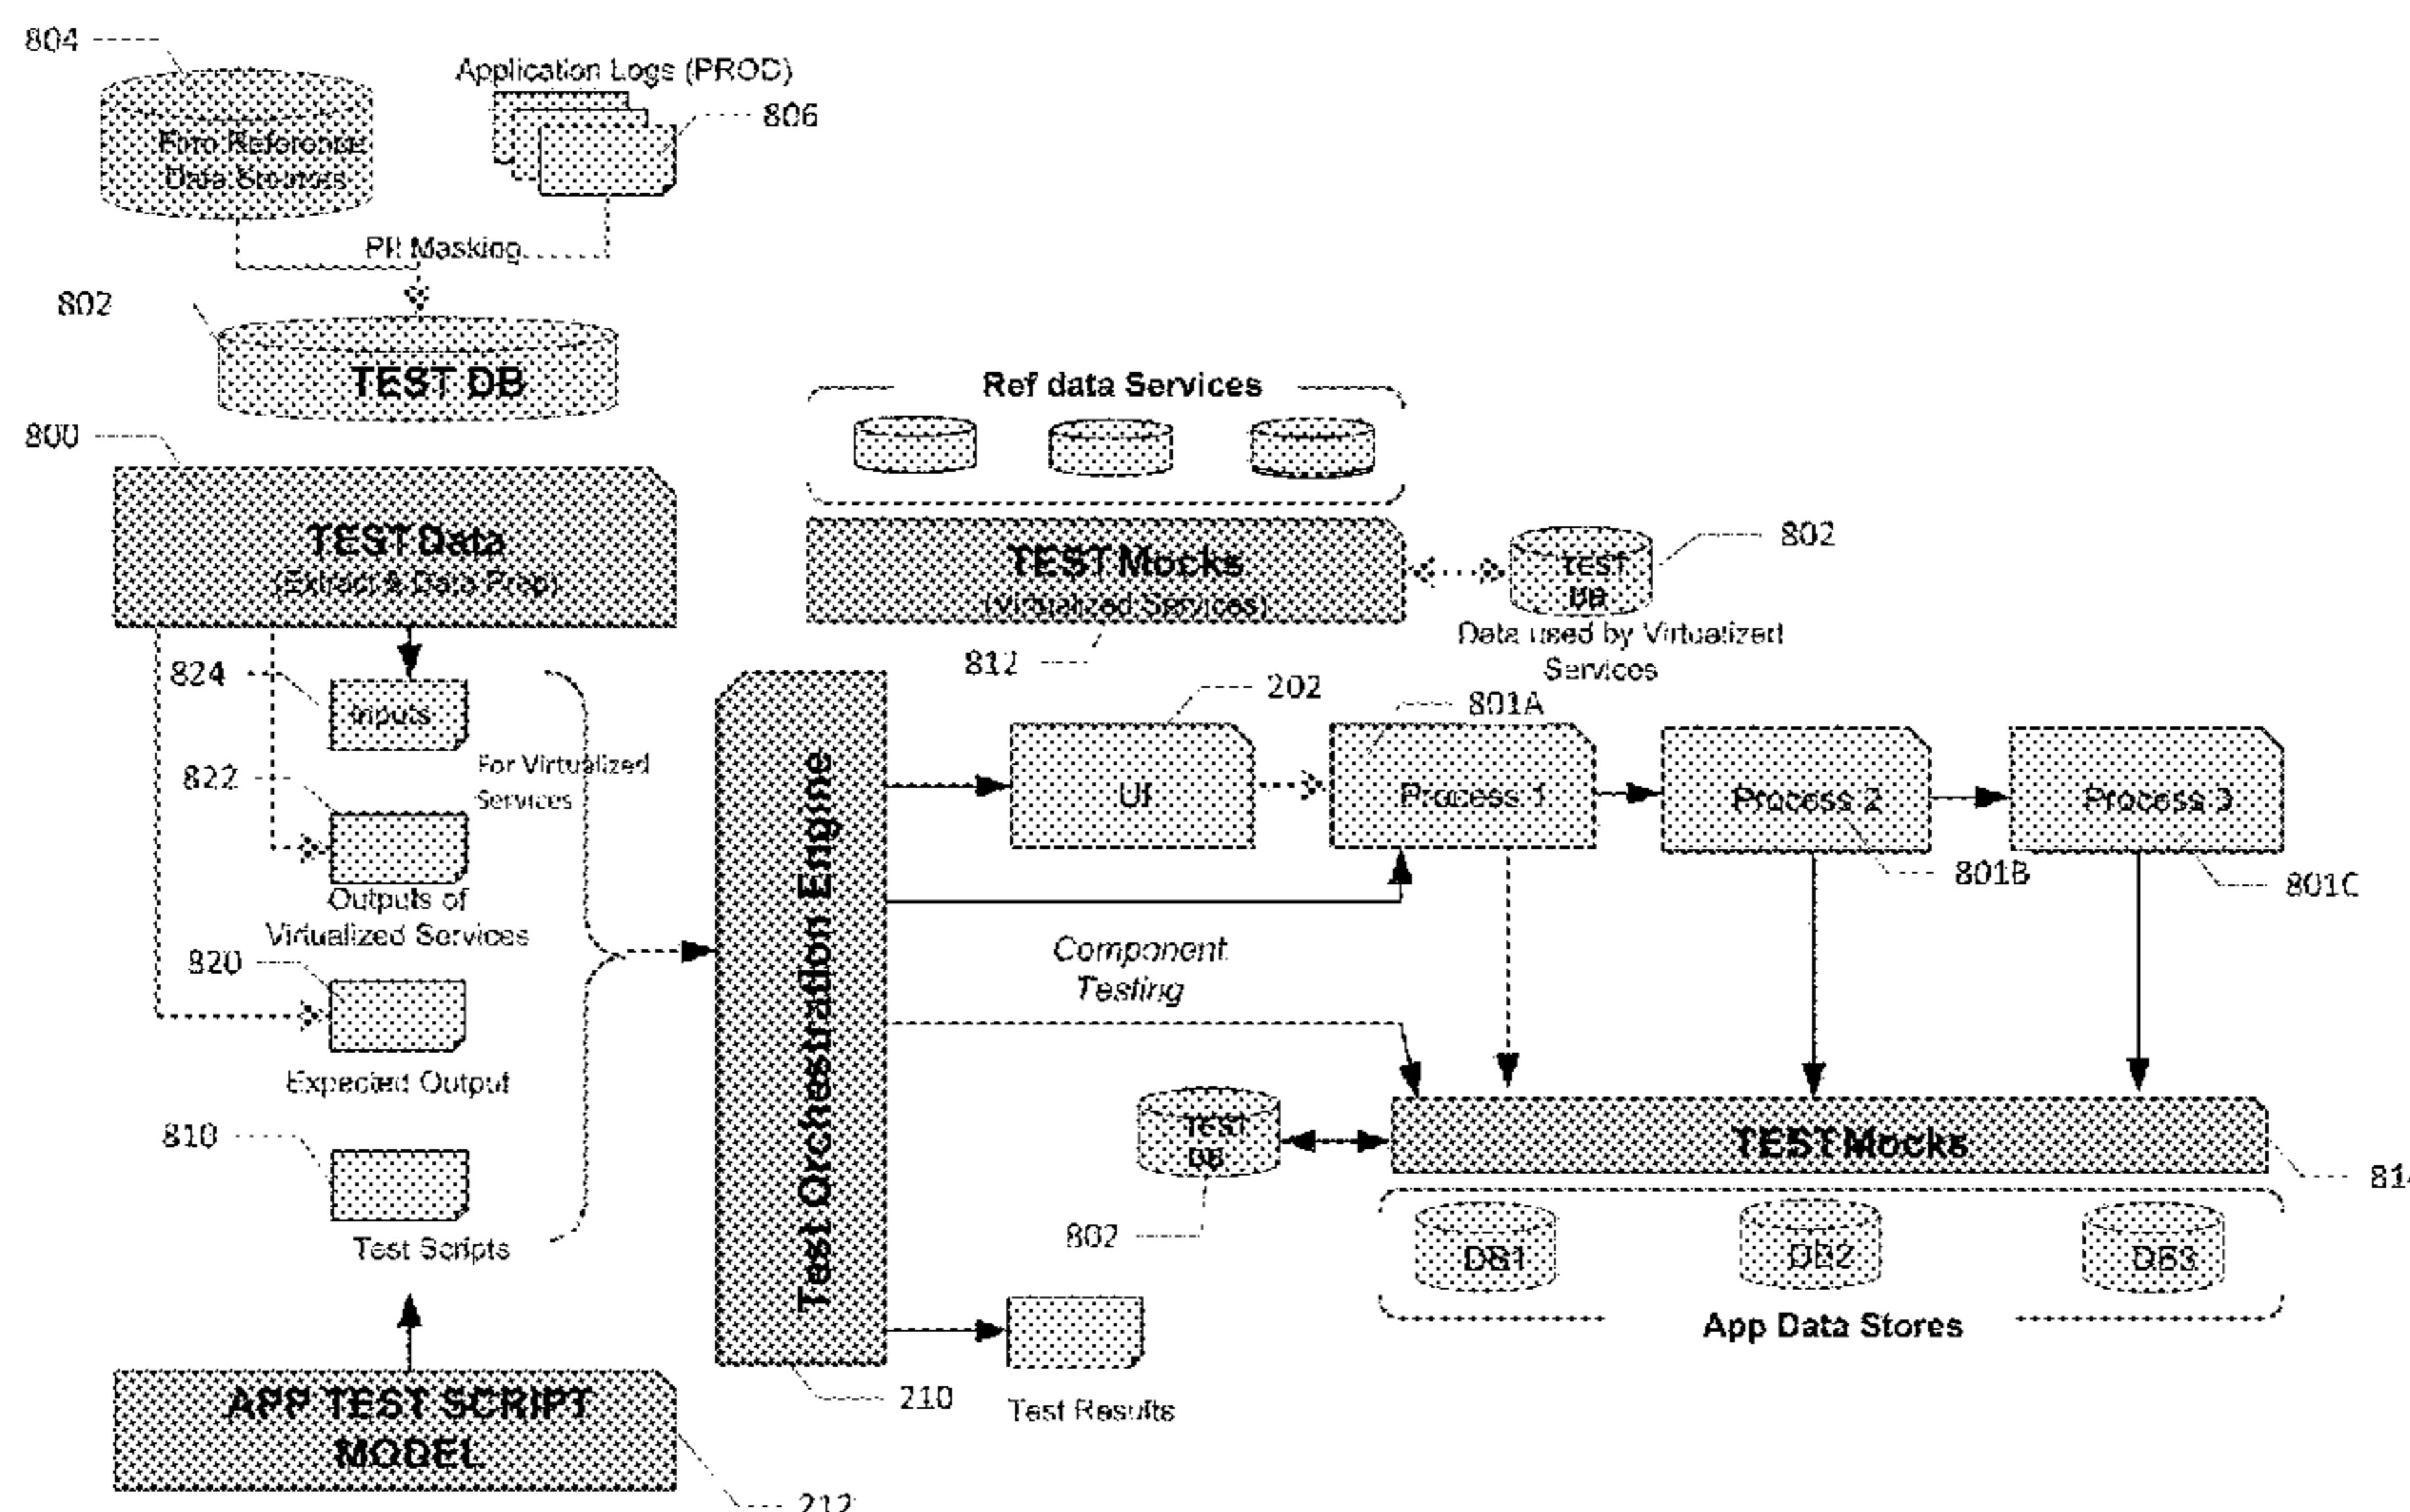 804
Application Logs (PROD)
806
Firm Reference
Data Sources
PII Masking
802
TEST DB
Ref data Services
800
TEST Data
(Extract & Data Prep)
TEST Mocks
(Virtualized Services)
TEST
DB
802
Data used by Virtualized
Services
812
824
Inputs
For Virtualized
Services
822
Outputs of
Virtualized Services
820
Expected Output
810
Test Scripts
APP TEST SCRIPT
MODEL
212
Test Orchestration Engine
210
202
UI
801A
Process 1
Process 2
801B
Process 3
801C
Component
Testing
TEST
DB
802
TEST Mocks
DB1
DB2
DB3
App Data Stores
Test Results